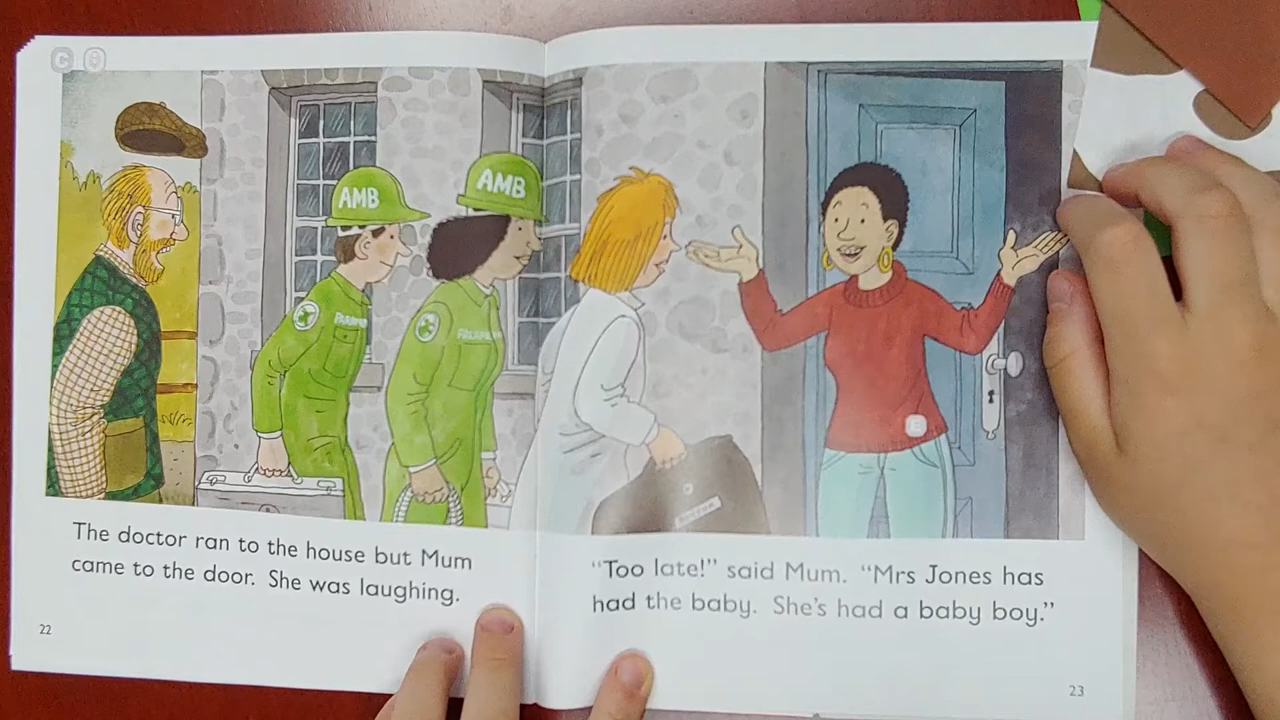 AMB
AMB
The doctor ran to the house but Mum
came to the door. She was laughing.
22
“Too late!” said Mum. “Mrs Jones has
had the baby. She’s had a baby boy.”
23